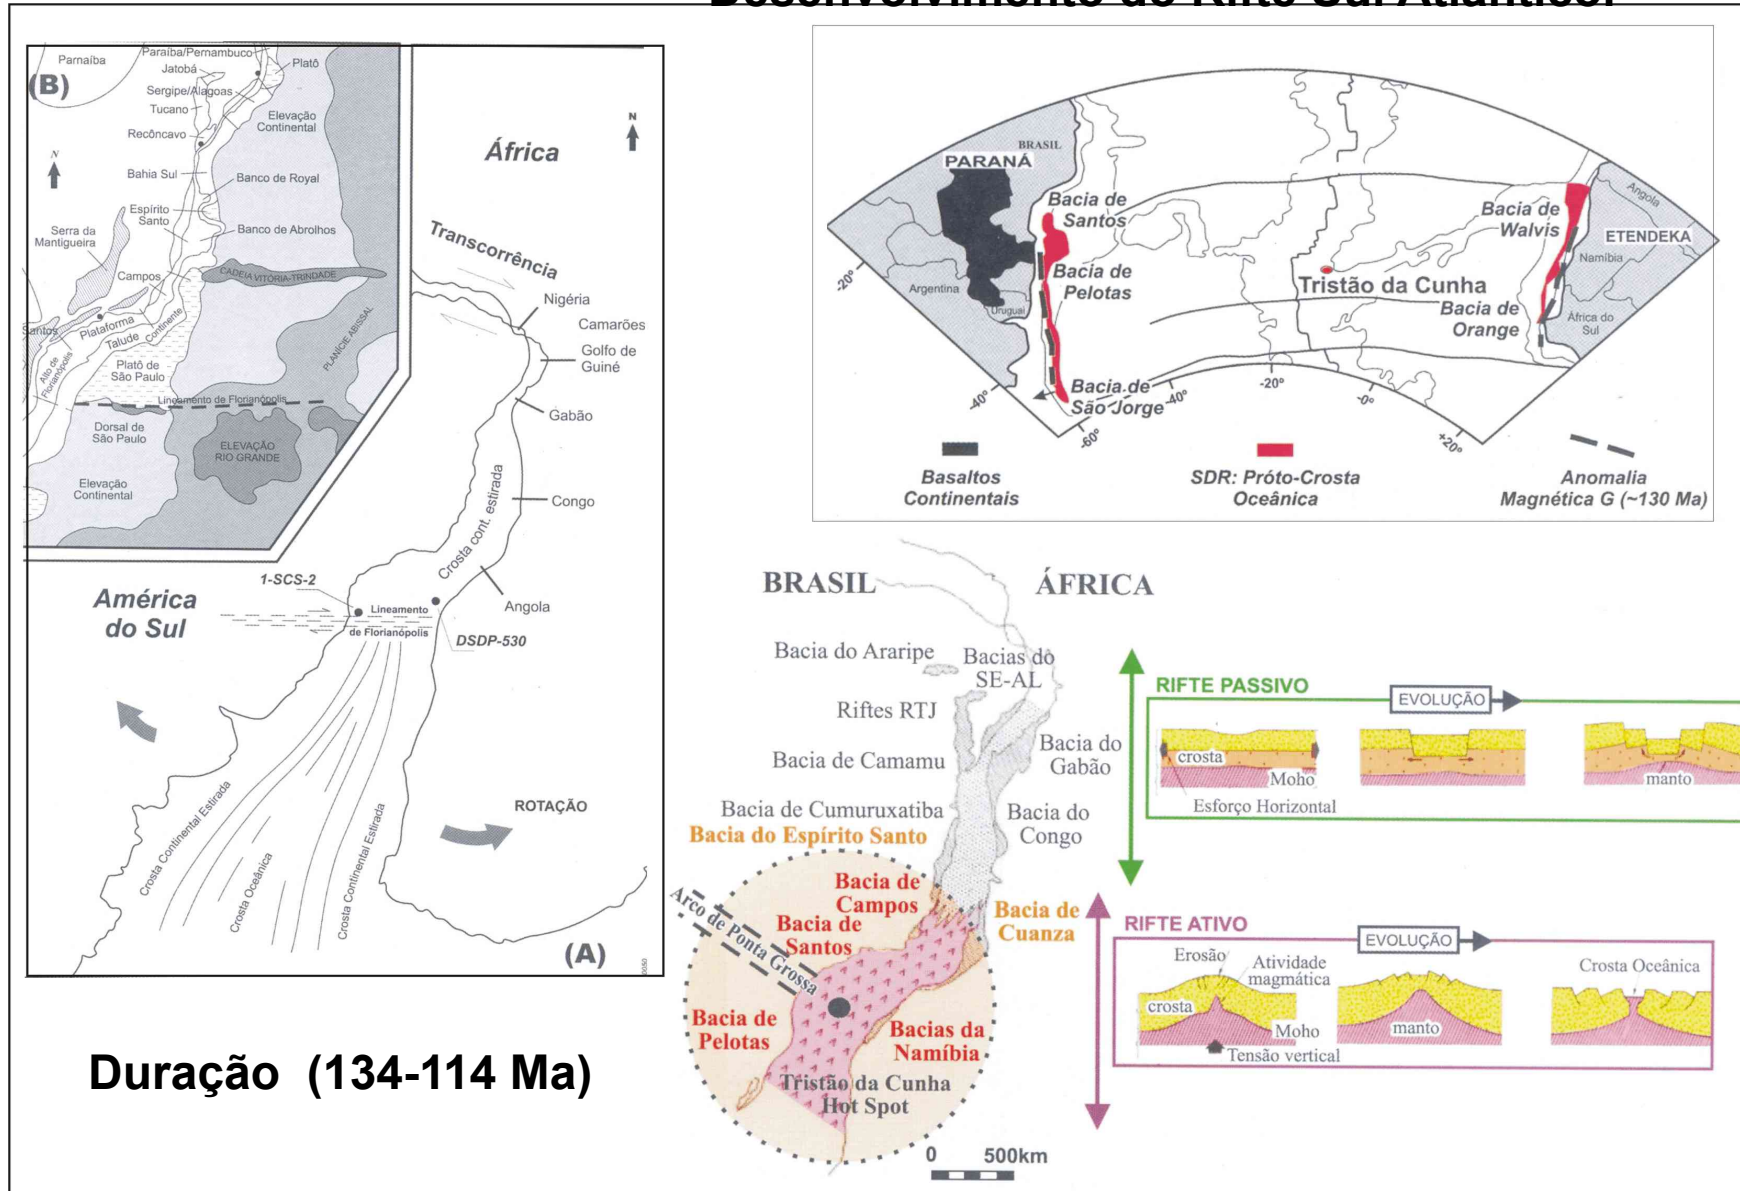 Desenvolvimento do Rifte Sul Atlântico.
(B)
Parnaíba
Paraíba/Pernambuco
Jatobá
Platô
Sergipe/Alagoas
Tucano
Elevação
Continental
Recôncavo
N
Bahia Sul
Banco de Royal
Espírito
Santo
Serra da
Mantigueira
Banco de Abrolhos
Campos
CADEIA VITÓRIA-TRINDADE
Santos
Plataforma
Talude
Continente
Alto de
Florianópolis
Platô de
São Paulo
PLANÍCIE ABISSAL
Lineamento de Florianópolis
Dorsal de
São Paulo
ELEVAÇÃO
RIO GRANDE
Elevação
Continental
África
N
Transcorrência
Nigéria
Camarões
Golfo de
Guiné
Gabão
Congo
Crosta cont. estirada
Angola
1-SCS-2
América
do Sul
Lineamento
de Florianópolis
DSDP-530
ROTAÇÃO
Crosta Continental Estirada
Crosta Oceânica
Crosta Continental Estirada
(A)
Duração (134-114 Ma)
BRASIL
PARANÁ
Bacia de
Santos
Bacia de
Pelotas
Argentina
Uruguai
Bacia de
São Jorge
Bacia de
Walvis
Angola
ETENDEKA
Namíbia
Tristão da Cunha
Bacia de
Orange
África do
Sul
-20º
-40º
-60º
-40º
-20º
-0º
+20º
Basaltos
Continentais
SDR: Próto-Crosta
Oceânica
Anomalia
Magnética G (~130 Ma)
BRASIL
ÁFRICA
Bacia do Araripe
Bacias do
SE-AL
Riftes RTJ
Bacia de Camamu
Bacia do
Gabão
Bacia de Cumuruxatiba
Bacia do
Congo
Bacia do Espírito Santo
Bacia de
Campos
Bacia de
Cuanza
Bacia de
Santos
Arco de Ponta Grossa
Bacia de
Pelotas
Bacias da
Namíbia
Tristão da Cunha
Hot Spot
0 500km
RIFTE PASSIVO
EVOLUÇÃO
crosta
Moho
Esforço Horizontal
manto
RIFTE ATIVO
EVOLUÇÃO
Erosão
Atividade
magmática
crosta
Moho
Tensão vertical
manto
Crosta Oceânica